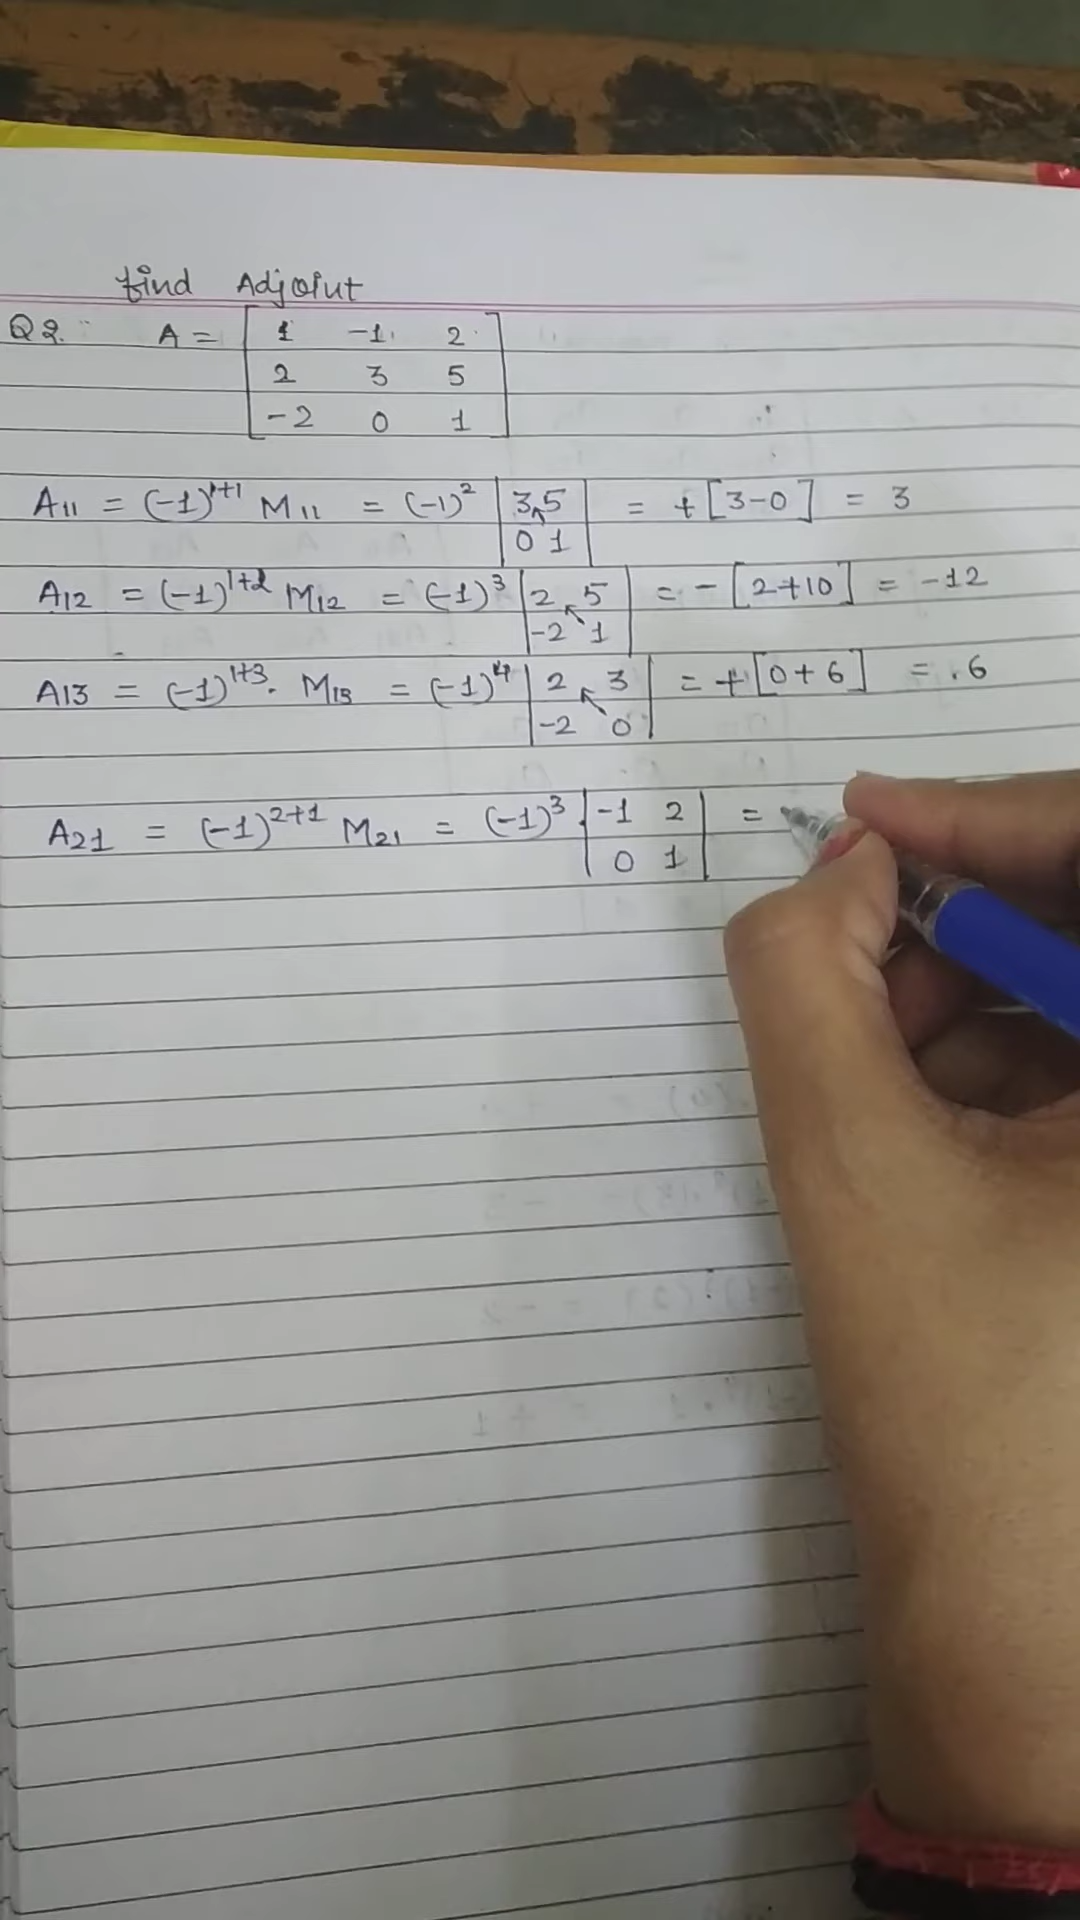 find Adjoint
Q2. A = [ 1 -1 2
2 3 5
-2 0 1 ]
A11 = (-1)^1+1 M11 = (-1)^2 | 3 5 | = +[3-0] = 3
0 1
A12 = (-1)^1+2 M12 = (-1)^3 | 2 5 | = -[2+10] = -12
-2 1
A13 = (-1)^1+3. M13 = (-1)^4 | 2 3 | = +[0+6] = .6
-2 0
A21 = (-1)^2+1 M21 = (-1)^3. | -1 2 | =
0 1